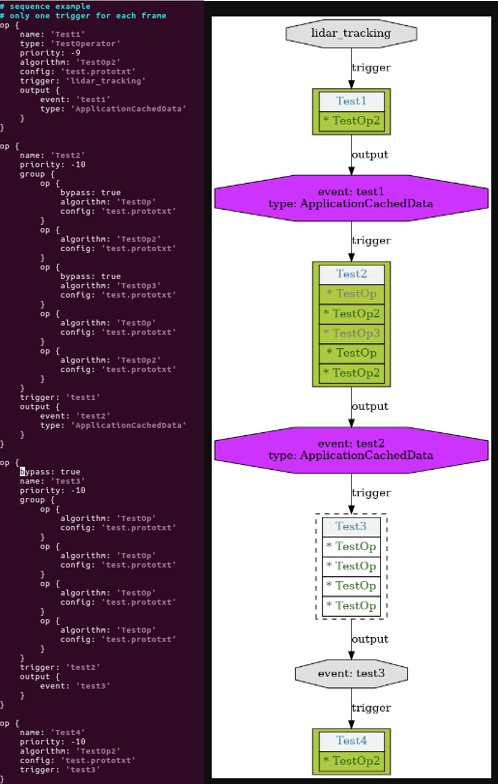 # sequence example
# only one trigger for each frame
op {
name: 'Test1'
type: 'TestOperator'
priority: -9
algorithm: 'TestOp2'
config: 'test.prototxt'
trigger: 'lidar_tracking'
output {
event: 'test1'
type: 'ApplicationCachedData'
}
}
op {
name: 'Test2'
priority: -10
group {
op {
bypass: true
algorithm: 'TestOp'
config: 'test.prototxt'
}
op {
algorithm: 'TestOp2'
config: 'test.prototxt'
}
op {
bypass: true
algorithm: 'TestOp3'
config: 'test.prototxt'
}
op {
algorithm: 'TestOp'
config: 'test.prototxt'
}
op {
algorithm: 'TestOp2'
config: 'test.prototxt'
}
}
trigger: 'test1'
output {
event: 'test2'
type: 'ApplicationCachedData'
}
}
op {
bypass: true
name: 'Test3'
priority: -10
group {
op {
algorithm: 'TestOp'
config: 'test.prototxt'
}
op {
algorithm: 'TestOp'
config: 'test.prototxt'
}
op {
algorithm: 'TestOp'
config: 'test.prototxt'
}
op {
algorithm: 'TestOp'
config: 'test.prototxt'
}
}
trigger: 'test2'
output {
event: 'test3'
}
}
op {
name: 'Test4'
priority: -10
algorithm: 'TestOp2'
config: 'test.prototxt'
trigger: 'test3'
}
lidar_tracking
trigger
Test1
* TestOp2
output
event: test1
type: ApplicationCachedData
trigger
Test2
* TestOp
* TestOp2
* TestOp3
* TestOp
* TestOp2
output
event: test2
type: ApplicationCachedData
trigger
Test3
* TestOp
* TestOp
* TestOp
* TestOp
output
event: test3
trigger
Test4
* TestOp2